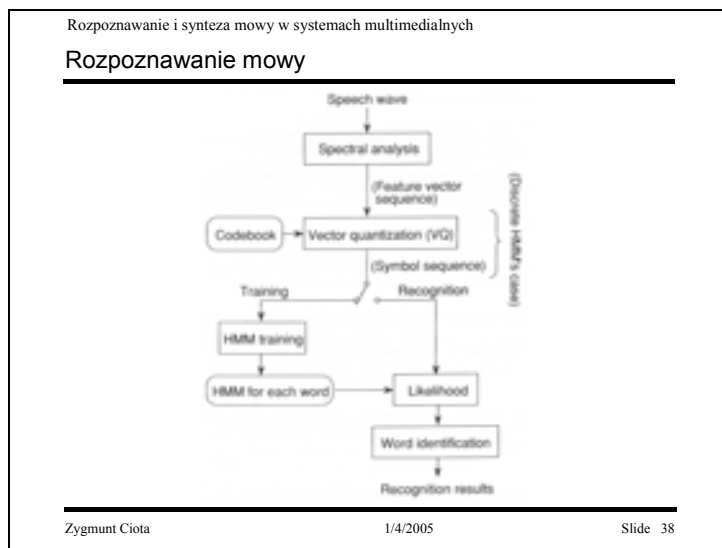 Rozpoznawanie i synteza mowy w systemach multimedialnych
Rozpoznawanie mowy
Speech wave
Spectral analysis
(Feature vector
sequence)
Codebook
Vector quantization (VQ)
(Symbol sequence)
(Discrete HMM's case)
Training
Recognition
HMM training
HMM for each word
Likelihood
Word identification
Recognition results
Zygmunt Ciota 1/4/2005 Slide 38